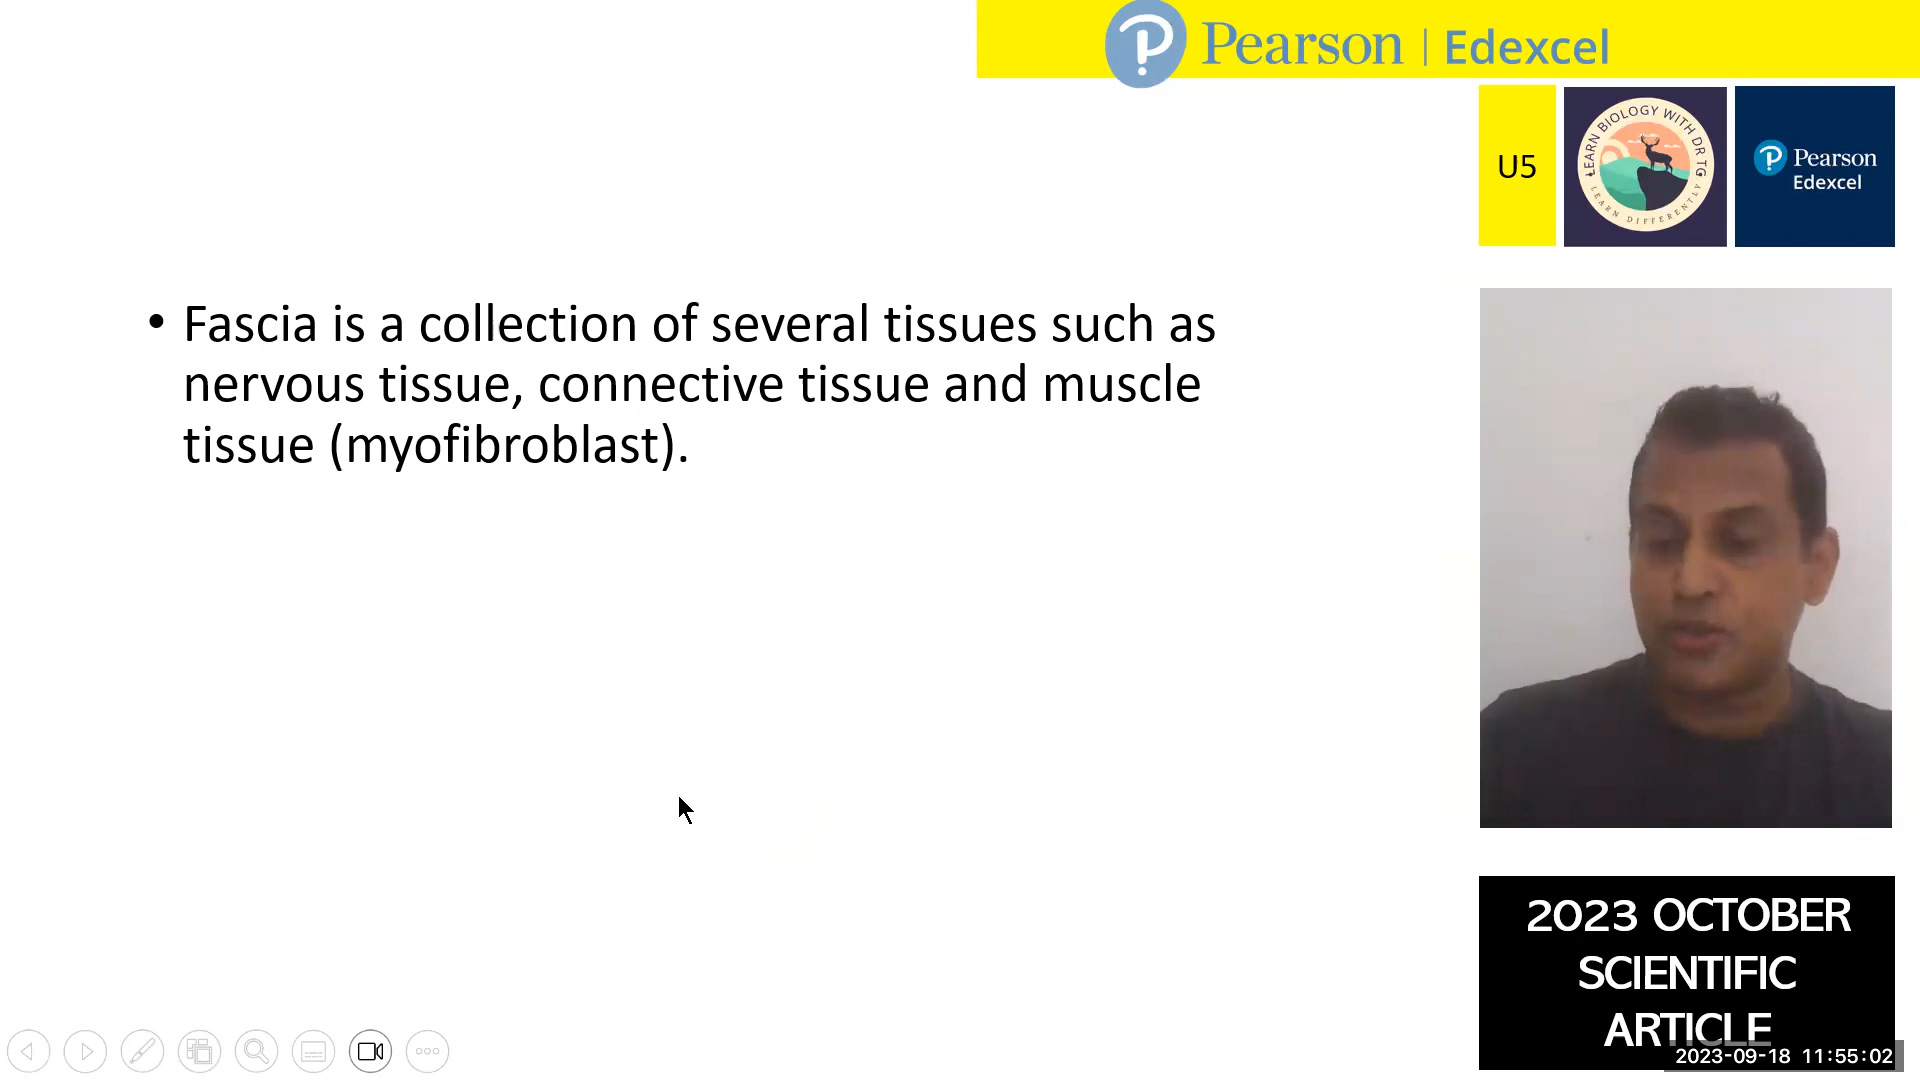 Pearson | Edexcel
U5
LEARN BIOLOGY WITH DR TG
LEARN DIFFERENTLY
Pearson
Edexcel
• Fascia is a collection of several tissues such as
nervous tissue, connective tissue and muscle
tissue (myofibroblast).
2023 OCTOBER
SCIENTIFIC
ARTICLE
2023-09-18 11:55:02